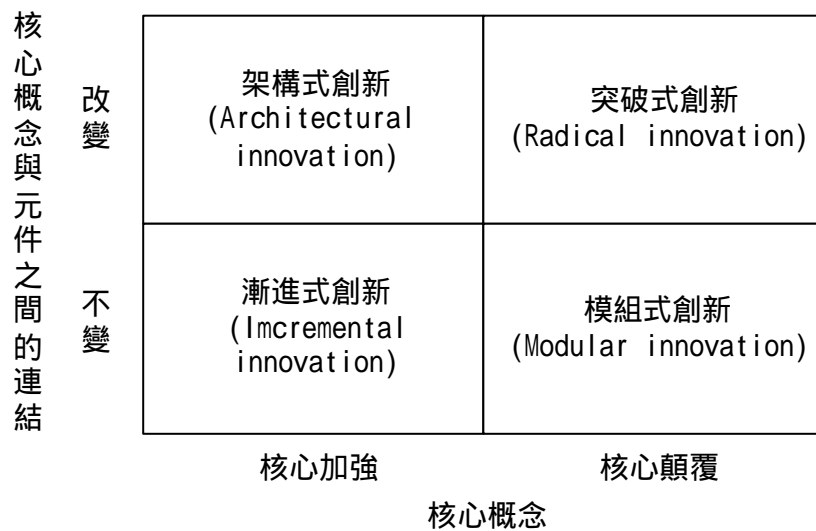 核心概念與元件之間的連結
改變
架構式創新
(Architectural
innovation)
突破式創新
(Radical innovation)
不變
漸進式創新
(Imcremental
innovation)
模組式創新
(Modular innovation)
核心加強
核心顛覆
核心概念